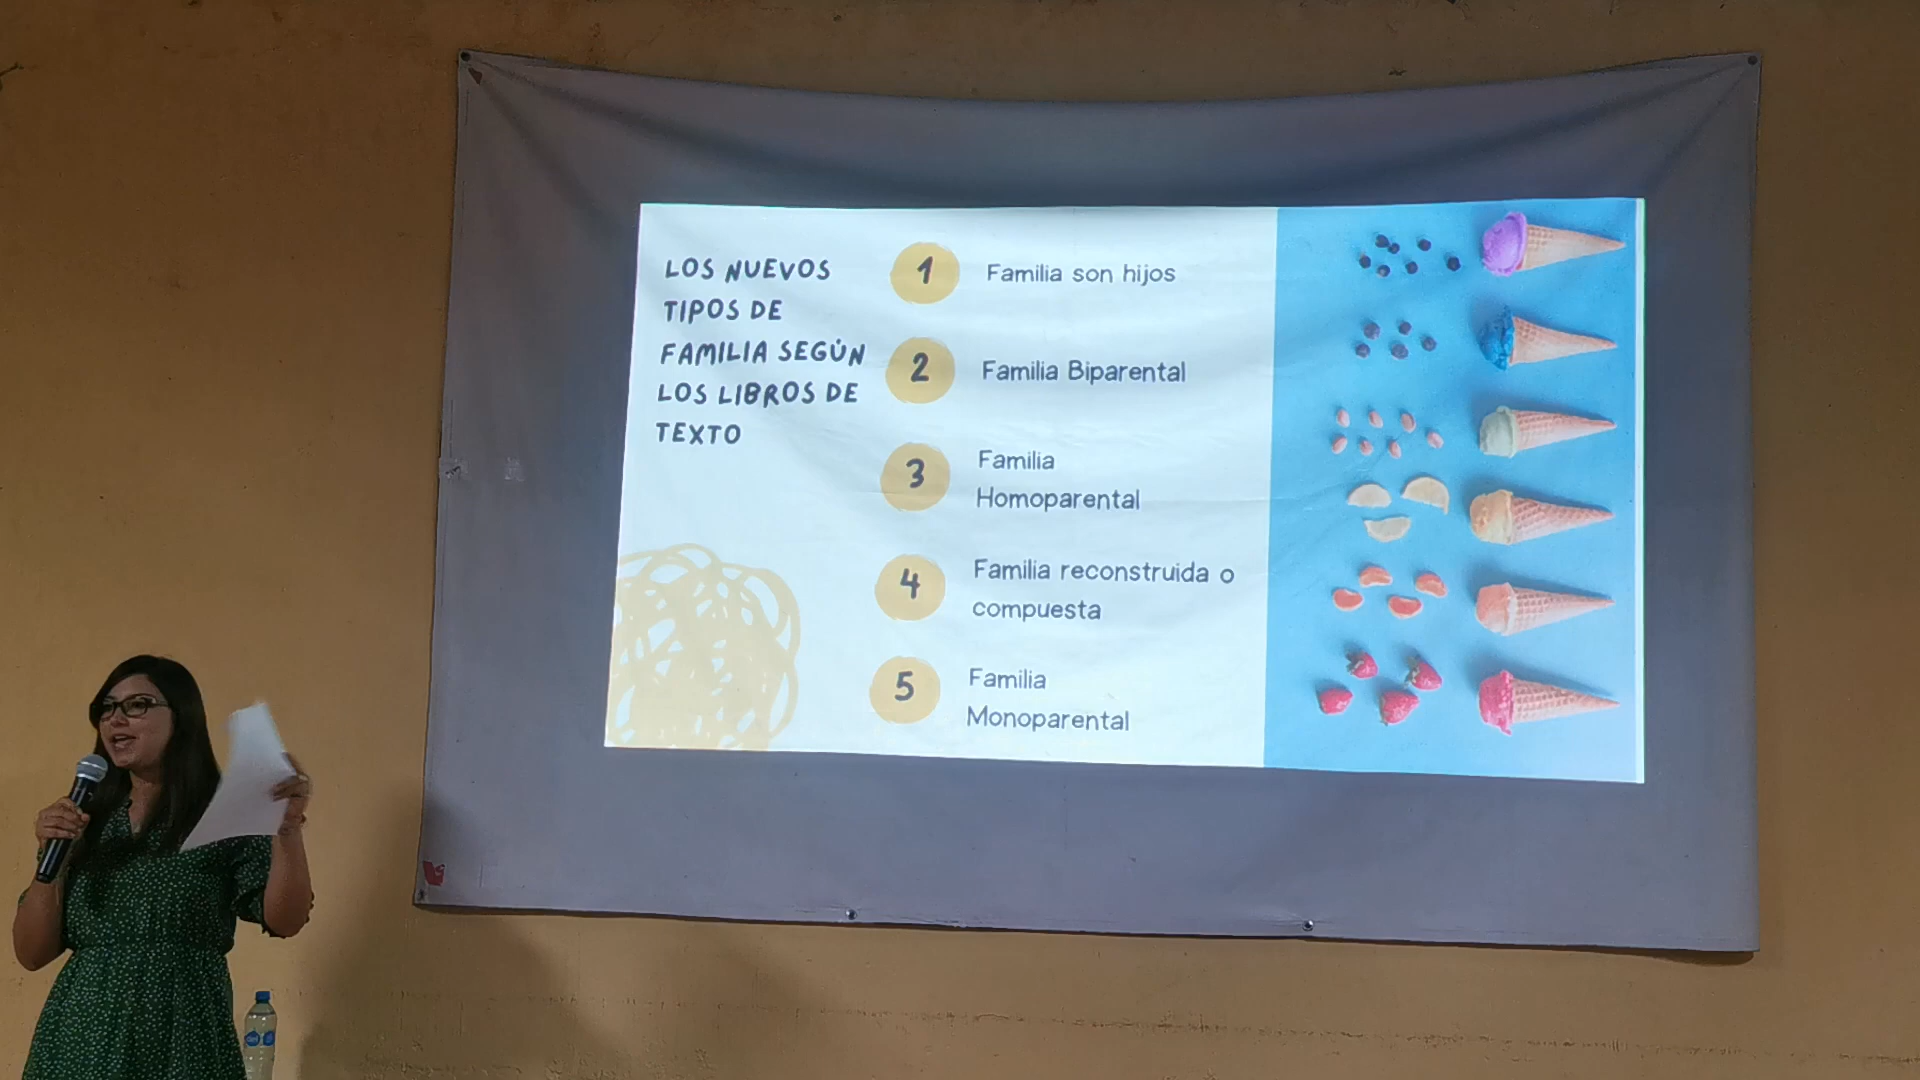 LOS NUEVOS
TIPOS DE
FAMILIA SEGÚN
LOS LIBROS DE
TEXTO
1 Familia son hijos
2 Familia Biparental
3 Familia
Homoparental
4 Familia reconstruida o
compuesta
5 Familia
Monoparental